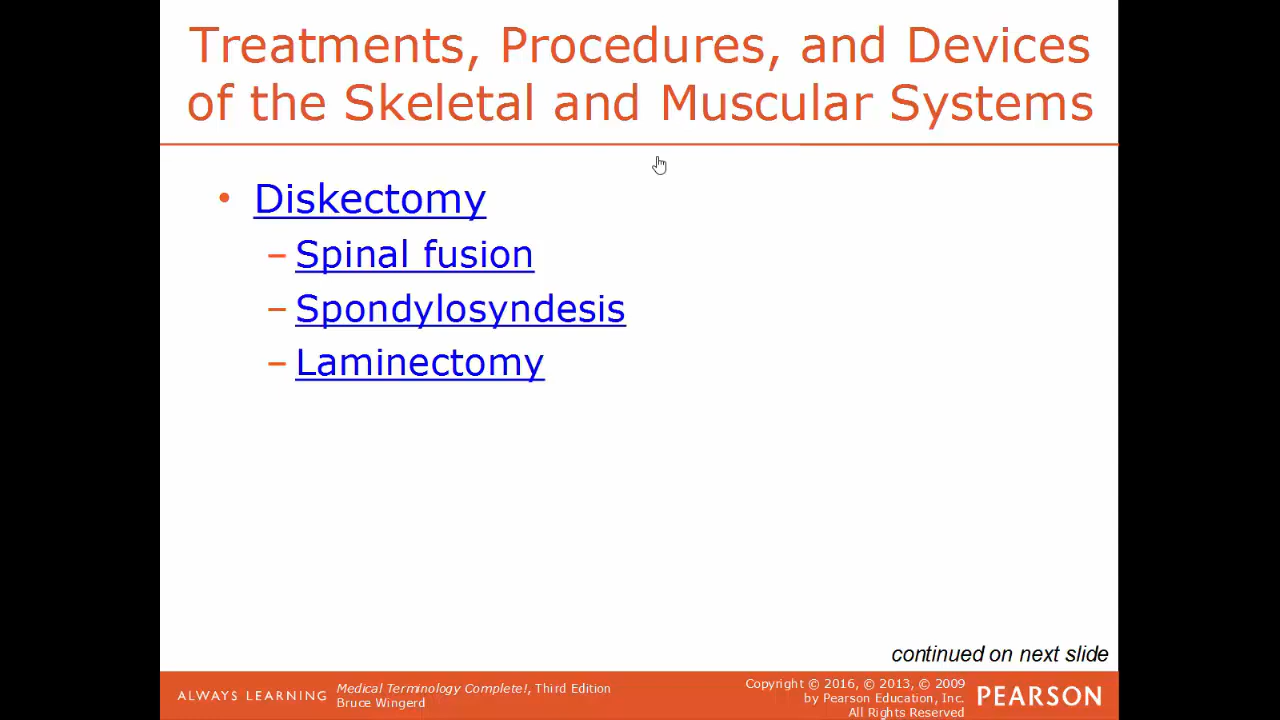 Treatments, Procedures, and Devices
of the Skeletal and Muscular Systems
• Diskectomy
– Spinal fusion
– Spondylosyndesis
– Laminectomy
continued on next slide
ALWAYS LEARNING
Medical Terminology Complete!, Third Edition
Bruce Wingerd
Copyright © 2016, © 2013, © 2009
by Pearson Education, Inc.
All Rights Reserved
PEARSON